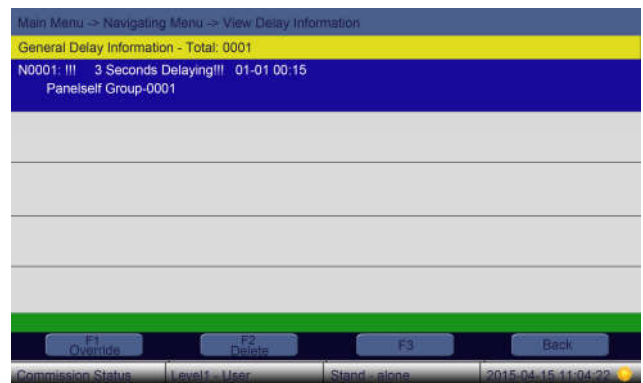 Main Menu -> Navigating Menu -> View Delay Information
General Delay Information - Total: 0001
N0001: !!! 3 Seconds Delaying!!! 01-01 00:15
Panelself Group-0001
F1 F2 F3 Back
Override Delete
Commission Status Level1 - User Stand - alone 2015-04-15 11:04:22